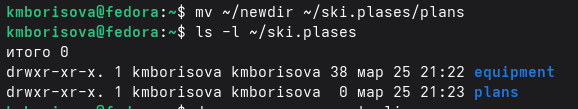 kmborisova@fedora:~$ mv ~/newdir ~/ski.plases/plans
kmborisova@fedora:~$ ls -l ~/ski.plases
итого 0
drwxr-xr-x. 1 kmborisova kmborisova 38 мар 25 21:22 equipment
drwxr-xr-x. 1 kmborisova kmborisova  0 мар 25 21:23 plans